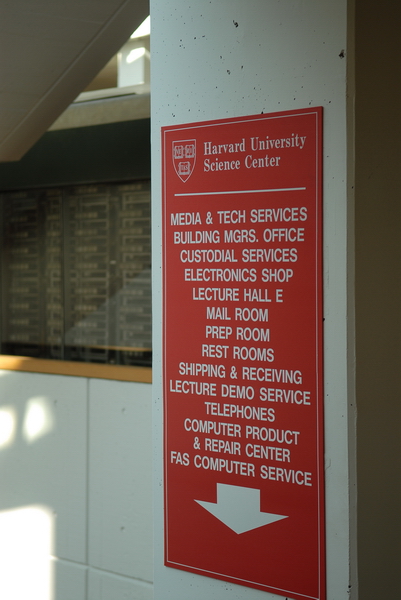 Harvard University
Science Center
MEDIA & TECH SERVICES
BUILDING MGRS. OFFICE
CUSTODIAL SERVICES
ELECTRONICS SHOP
LECTURE HALL E
MAIL ROOM
PREP ROOM
REST ROOMS
SHIPPING & RECEIVING
LECTURE DEMO SERVICE
TELEPHONES
COMPUTER PRODUCT
& REPAIR CENTER
FAS COMPUTER SERVICE